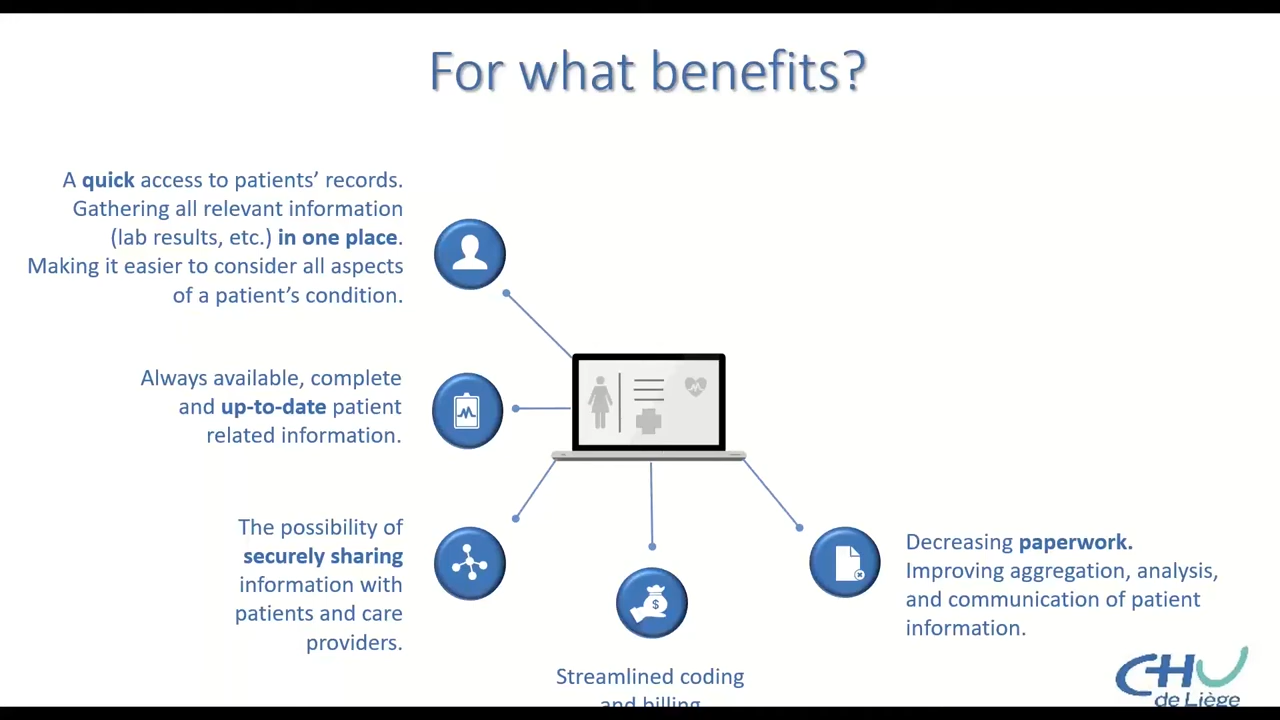 For what benefits?
A quick access to patients’ records.
Gathering all relevant information
(lab results, etc.) in one place.
Making it easier to consider all aspects
of a patient’s condition.
Always available, complete
and up-to-date patient
related information.
The possibility of
securely sharing
information with
patients and care
providers.
$
Streamlined coding
and billing
Decreasing paperwork.
Improving aggregation, analysis,
and communication of patient
information.
CHU
de Liège